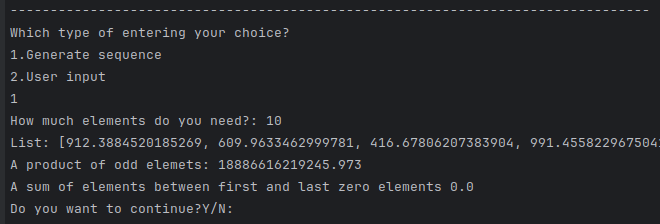 --------------------------------------------------------------------------------
Which type of entering your choice?
1.Generate sequence
2.User input
1
How much elements do you need?: 10
List: [912.3884520185269, 609.9633462999781, 416.67806207383904, 991.455822967504
A product of odd elemets: 18886616219245.973
A sum of elements between first and last zero elements 0.0
Do you want to continue?Y/N: